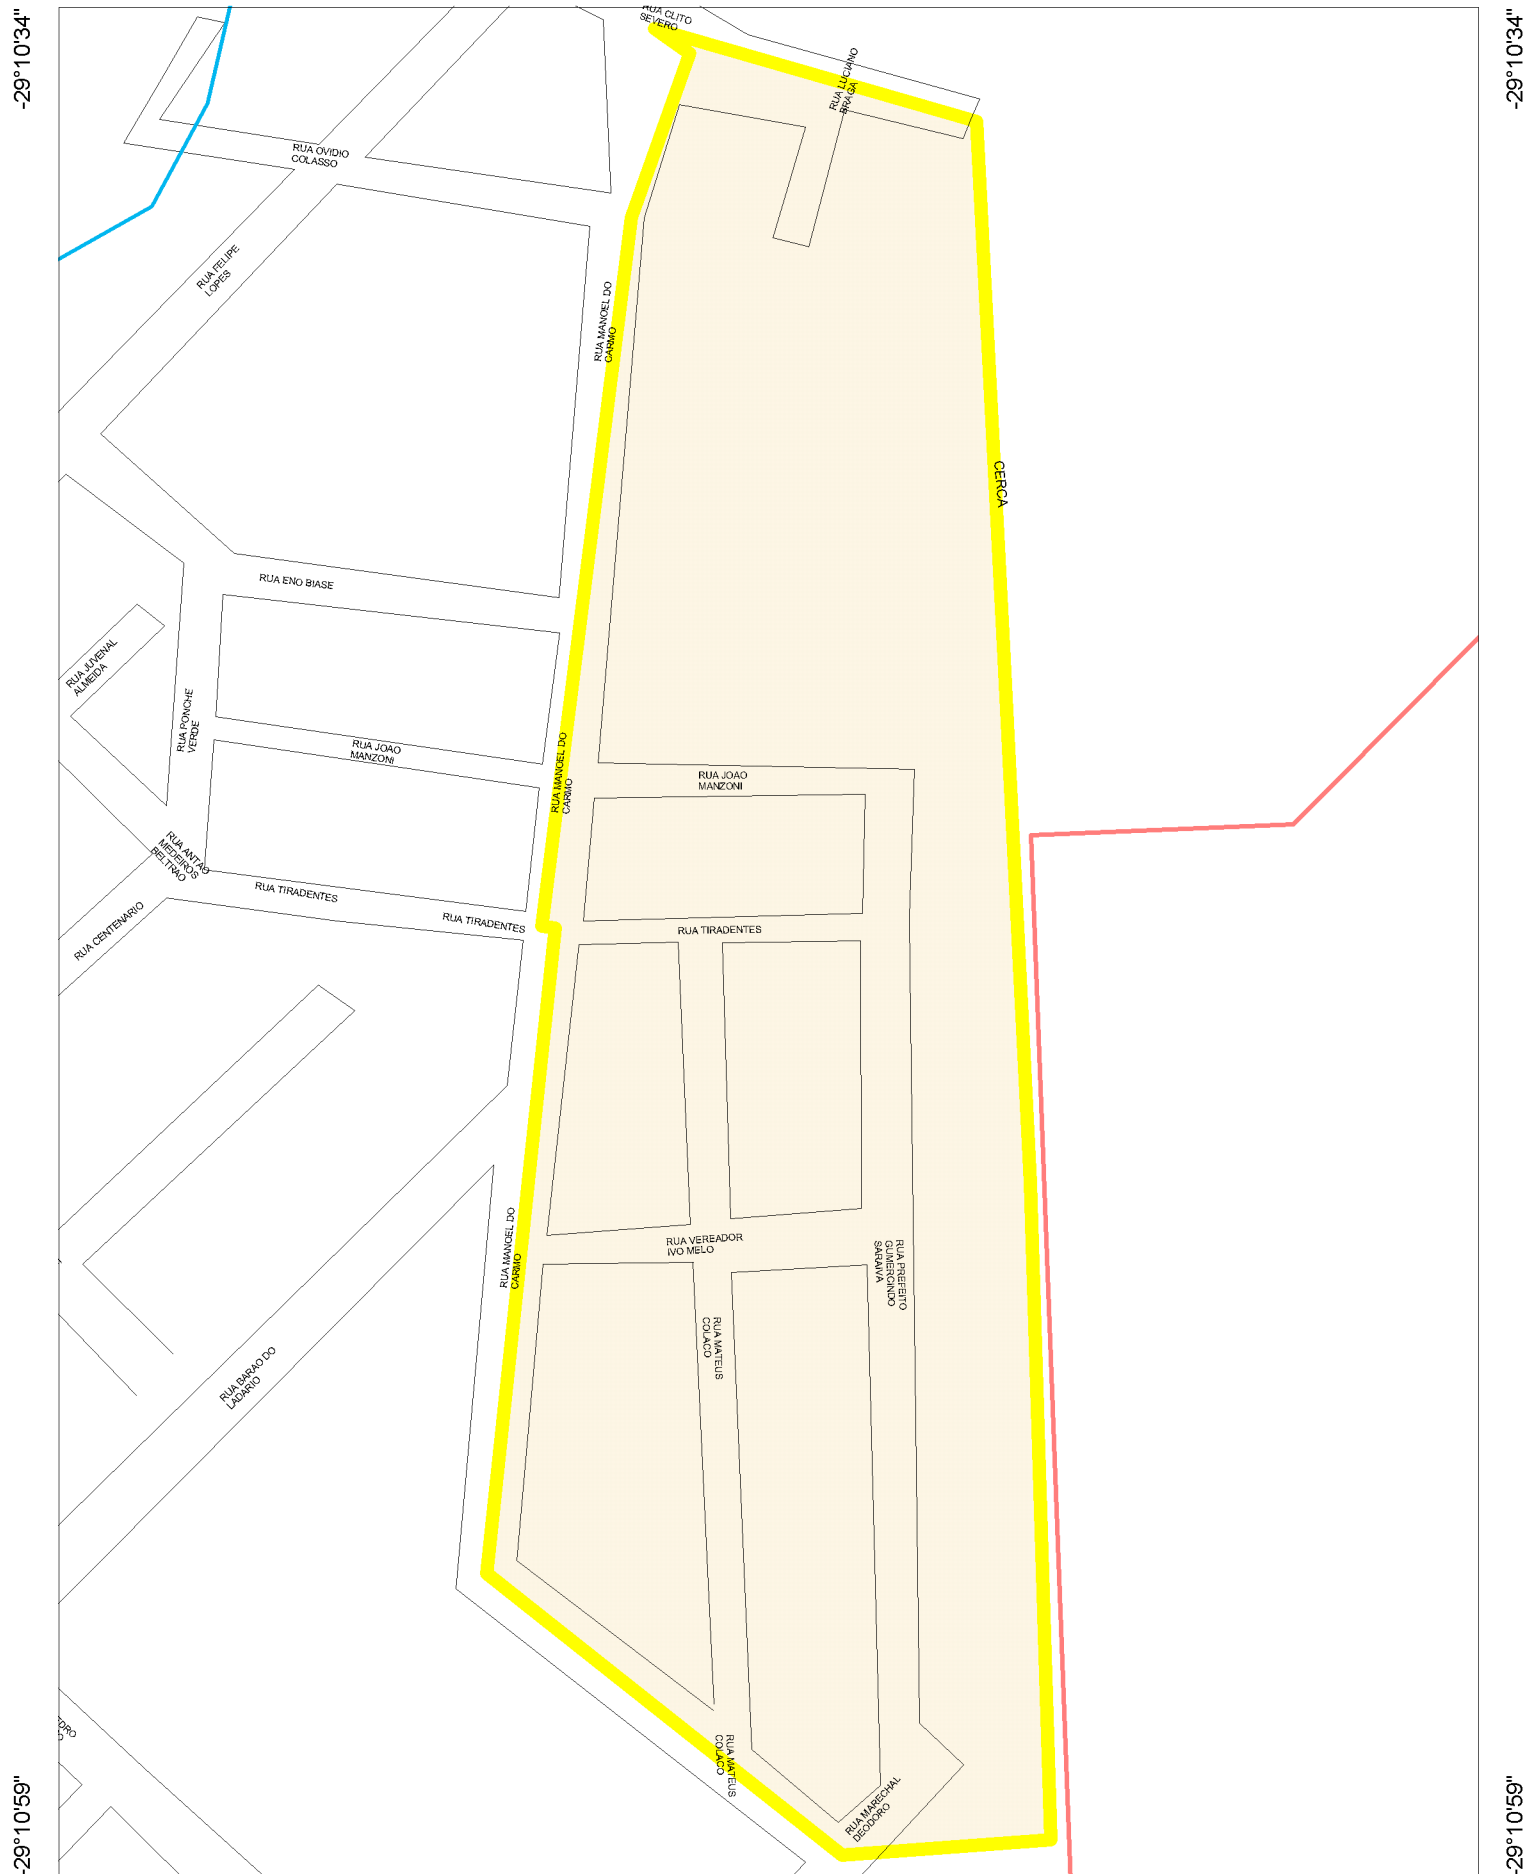 -29°10'34"
-29°10'34"
RUA CLITO
SEVERO
RUA LUCIANO
BRAGA
RUA OVIDIO
COLASSO
RUA FELIPE
LOPES
RUA MANOEL DO
CARMO
CERCA
RUA ENO BIASE
RUA JUVENAL
ALMEIDA
RUA PONCHE
VERDE
RUA JOAO
MANZONI
RUA MANOEL DO
CARMO
RUA JOAO
MANZONI
RUA ANTAO
MEDEIROS
BELTRAO
RUA TIRADENTES
RUA CENTENARIO
RUA TIRADENTES
RUA TIRADENTES
RUA MANOEL DO
CARMO
RUA VEREADOR
IVO MELO
RUA PREFEITO
GUMERCINDO
SARAIVA
RUA MATEUS
COLACO
RUA BARAO DO
LADARIO
RUA MATEUS
COLACO
RUA MARECHAL
DEODORO
-29°10'59"
-29°10'59"